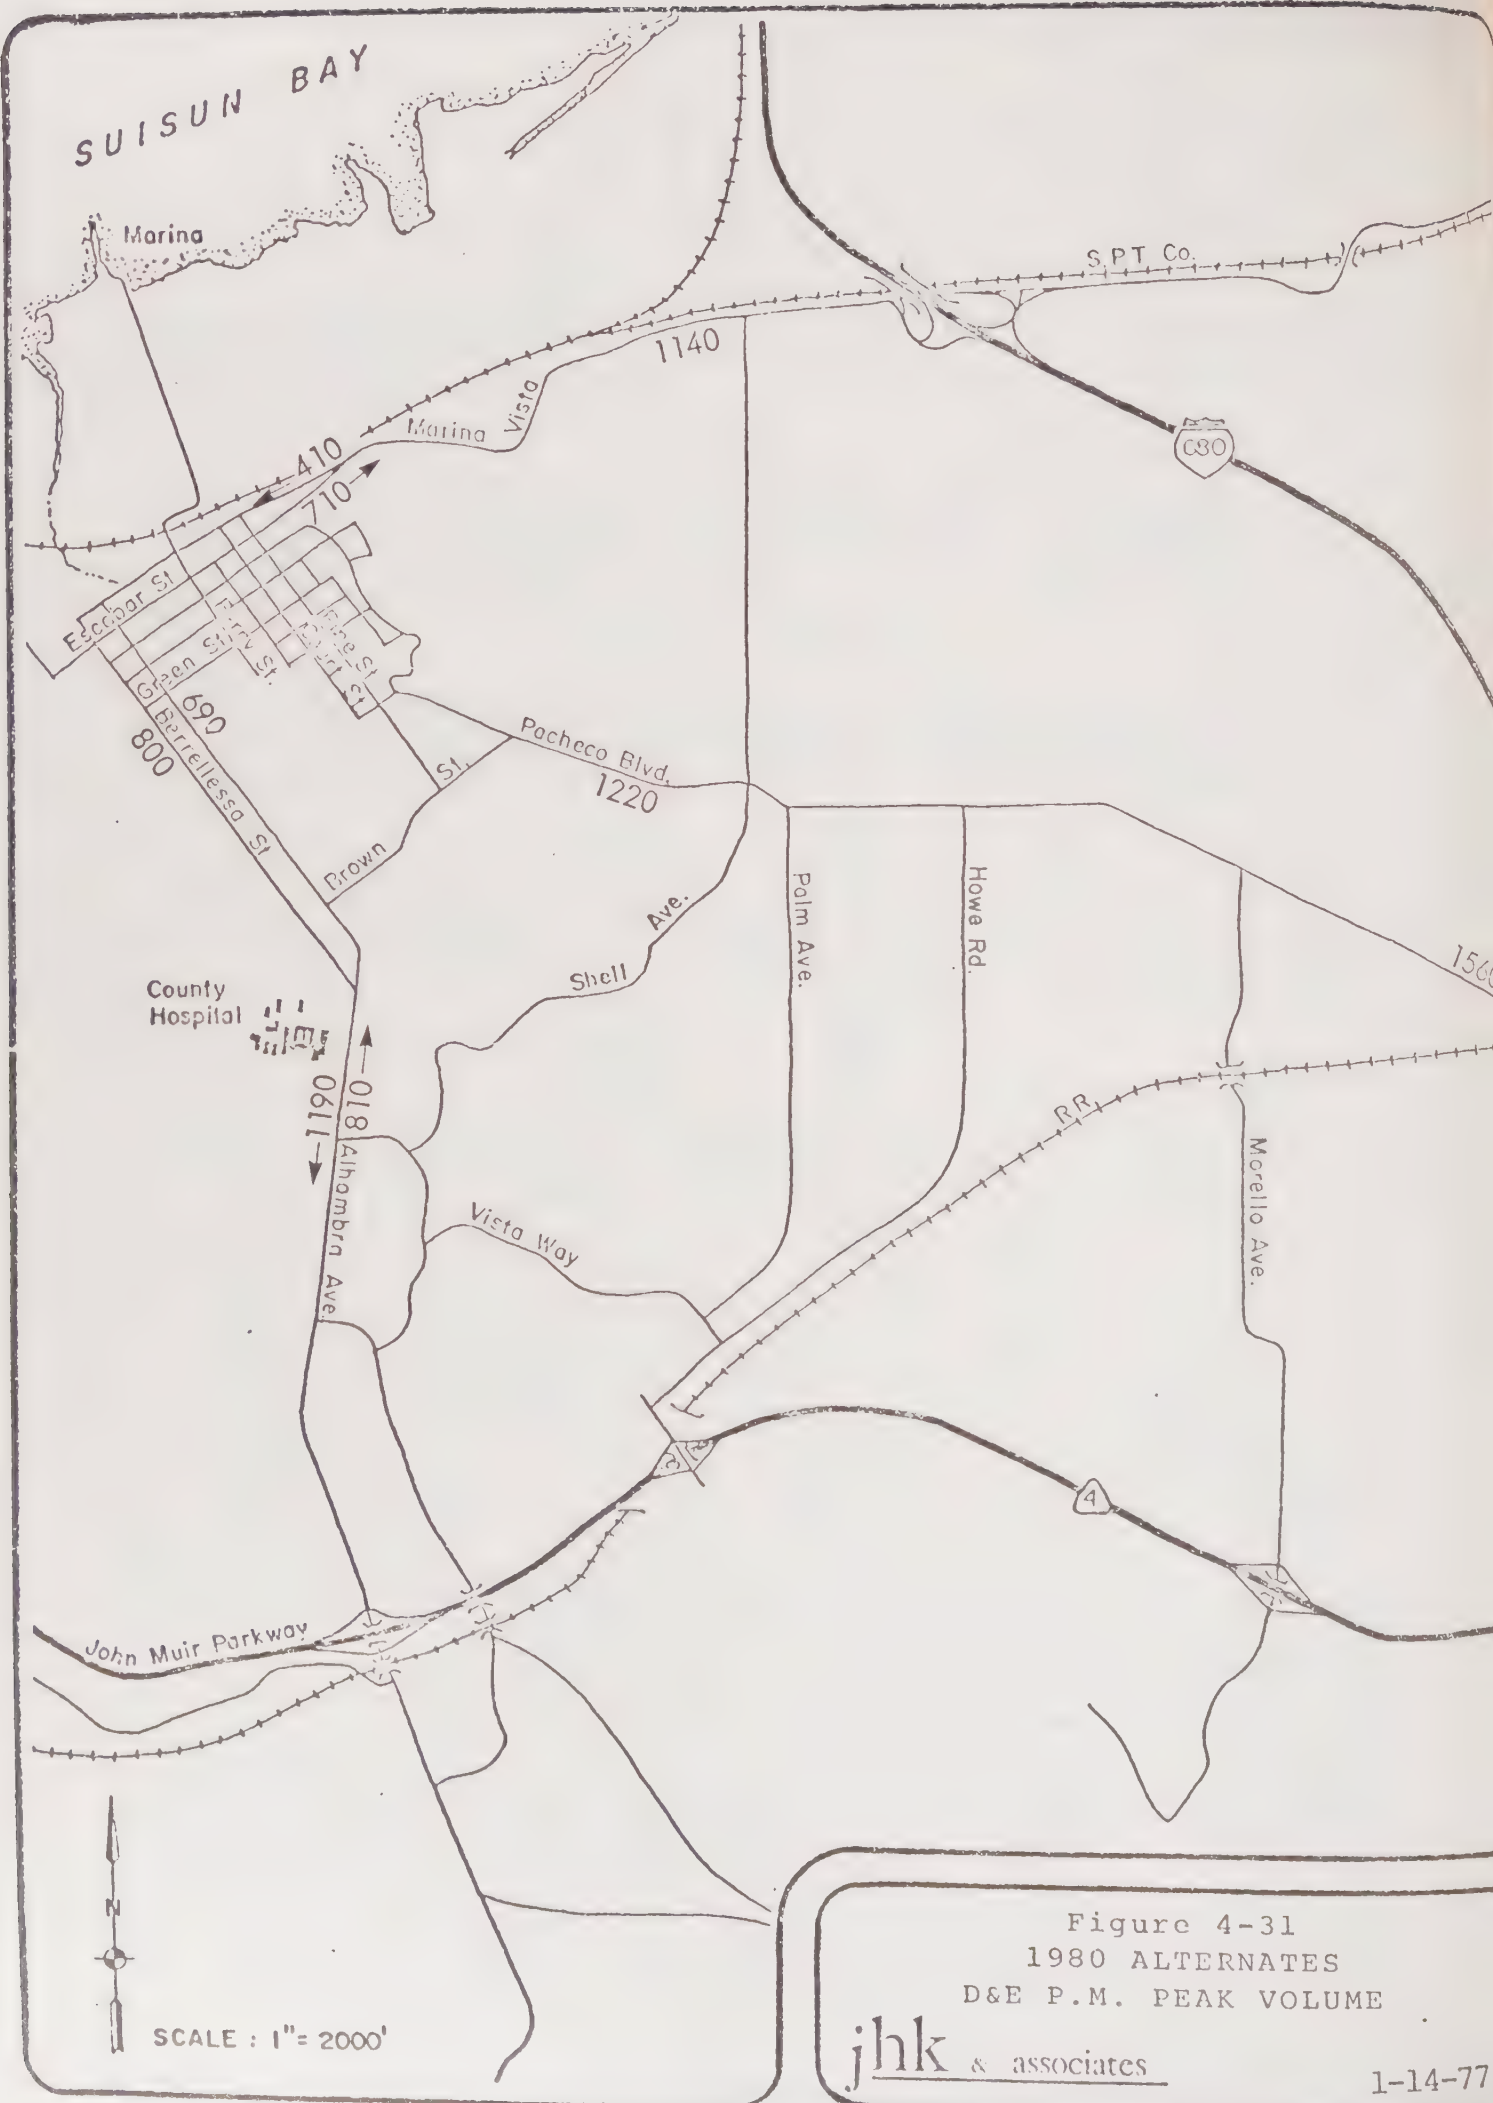 SUISUN BAY
Marina
S.P.T. Co.
1140
Marina Vista
680
410
710
Escobar St
Green St.
Ferry St.
Pine St
Court St
690
800
Berrellessa St
Pacheco Blvd.
1220
Brown St.
Palm Ave.
Howe Rd.
Shell Ave.
1560
County
Hospital
810
1190
Alhambra Ave.
RR.
Morello Ave.
Vista Way
4
John Muir Parkway
N
SCALE : 1"= 2000'
Figure 4-31
1980 ALTERNATES
D&E P.M. PEAK VOLUME
jhk & associates
1-14-77